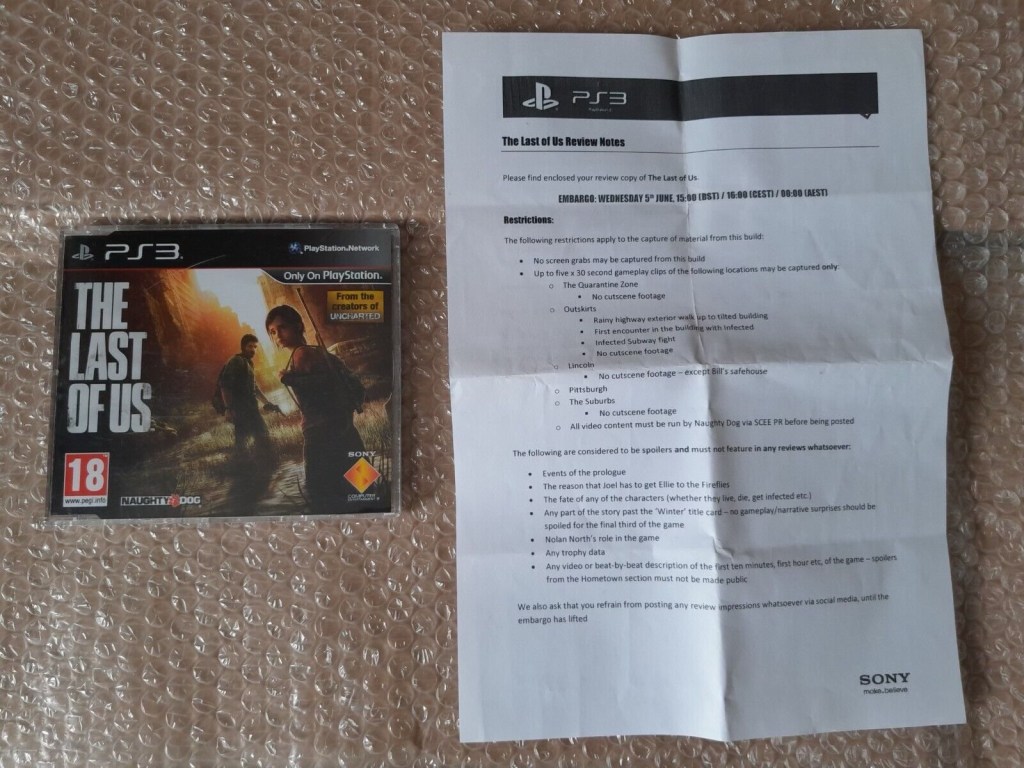 PS3
PlayStation Network
Only On PlayStation.
From the
creators of
UNCHARTED
THE
LAST
OF US
18
www.pegi.info
NAUGHTY DOG
SONY
COMPUTER
ENTERTAINMENT
PS3
PlayStation 3
The Last of Us Review Notes
Please find enclosed your review copy of The Last of Us.
EMBARGO: WEDNESDAY 5th JUNE, 15:00 (BST) / 16:00 (CEST) / 00:00 (AEST)
Restrictions:
The following restrictions apply to the capture of material from this build:
• No screen grabs may be captured from this build
• Up to five x 30 second gameplay clips of the following locations may be captured only:
o The Quarantine Zone
▪ No cutscene footage
o Outskirts
▪ Rainy highway exterior walk up to tilted building
▪ First encounter in the building with Infected
▪ Infected Subway fight
▪ No cutscene footage
o Lincoln
▪ No cutscene footage – except Bill's safehouse
o Pittsburgh
o The Suburbs
▪ No cutscene footage
o All video content must be run by Naughty Dog via SCEE PR before being posted
The following are considered to be spoilers and must not feature in any reviews whatsoever:
• Events of the prologue
• The reason that Joel has to get Ellie to the Fireflies
• The fate of any of the characters (whether they live, die, get infected etc.)
• Any part of the story past the 'Winter' title card – no gameplay/narrative surprises should be
spoiled for the final third of the game
• Nolan North's role in the game
• Any trophy data
• Any video or beat-by-beat description of the first ten minutes, first hour etc, of the game – spoilers
from the Hometown section must not be made public
We also ask that you refrain from posting any review impressions whatsoever via social media, until the
embargo has lifted
SONY
make.believe